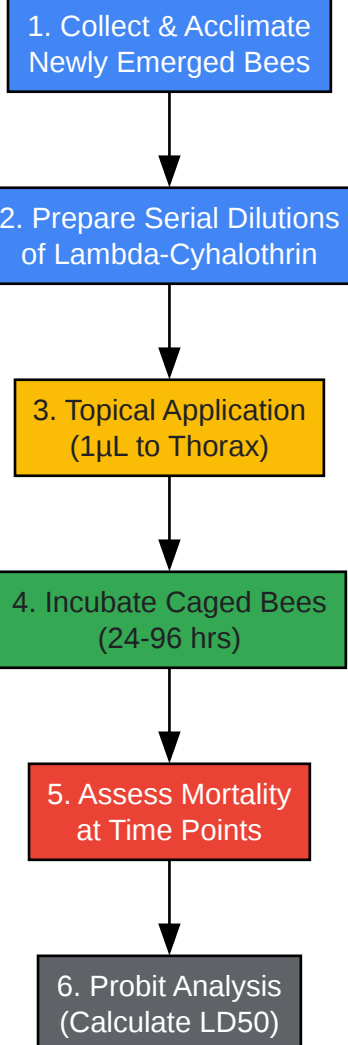 1. Collect & Acclimate
Newly Emerged Bees
2. Prepare Serial Dilutions
of Lambda-Cyhalothrin
3. Topical Application
(1µL to Thorax)
4. Incubate Caged Bees
(24-96 hrs)
5. Assess Mortality
at Time Points
6. Probit Analysis
(Calculate LD50)